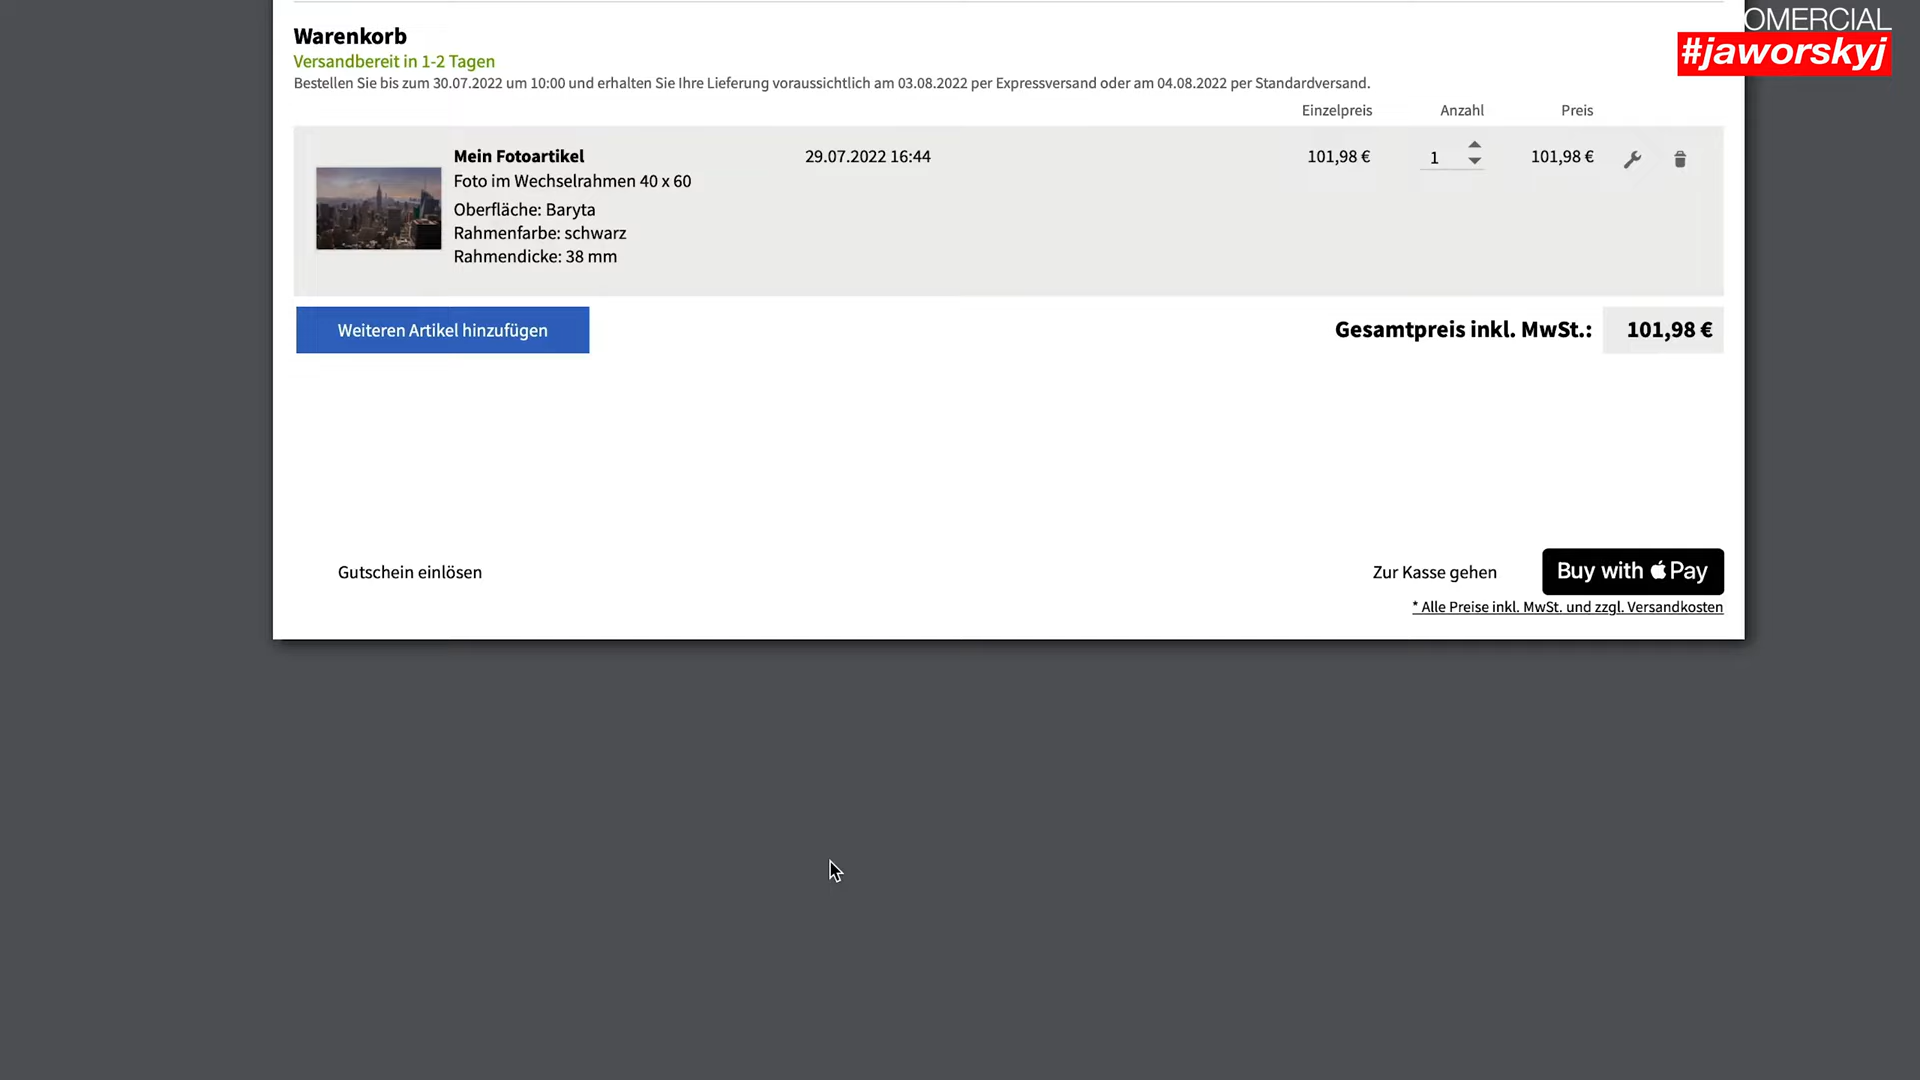 OMERCIAL
#jaworskyj
Warenkorb
Versandbereit in 1-2 Tagen
Bestellen Sie bis zum 30.07.2022 um 10:00 und erhalten Sie Ihre Lieferung voraussichtlich am 03.08.2022 per Expressversand oder am 04.08.2022 per Standardversand.
Einzelpreis Anzahl Preis
Mein Fotoartikel 29.07.2022 16:44 101,98 € 1 101,98 €
Foto im Wechselrahmen 40 x 60
Oberfläche: Baryta
Rahmenfarbe: schwarz
Rahmendicke: 38 mm
Weiteren Artikel hinzufügen Gesamtpreis inkl. MwSt.: 101,98 €
Gutschein einlösen Zur Kasse gehen Buy with Pay
* Alle Preise inkl. MwSt. und zzgl. Versandkosten